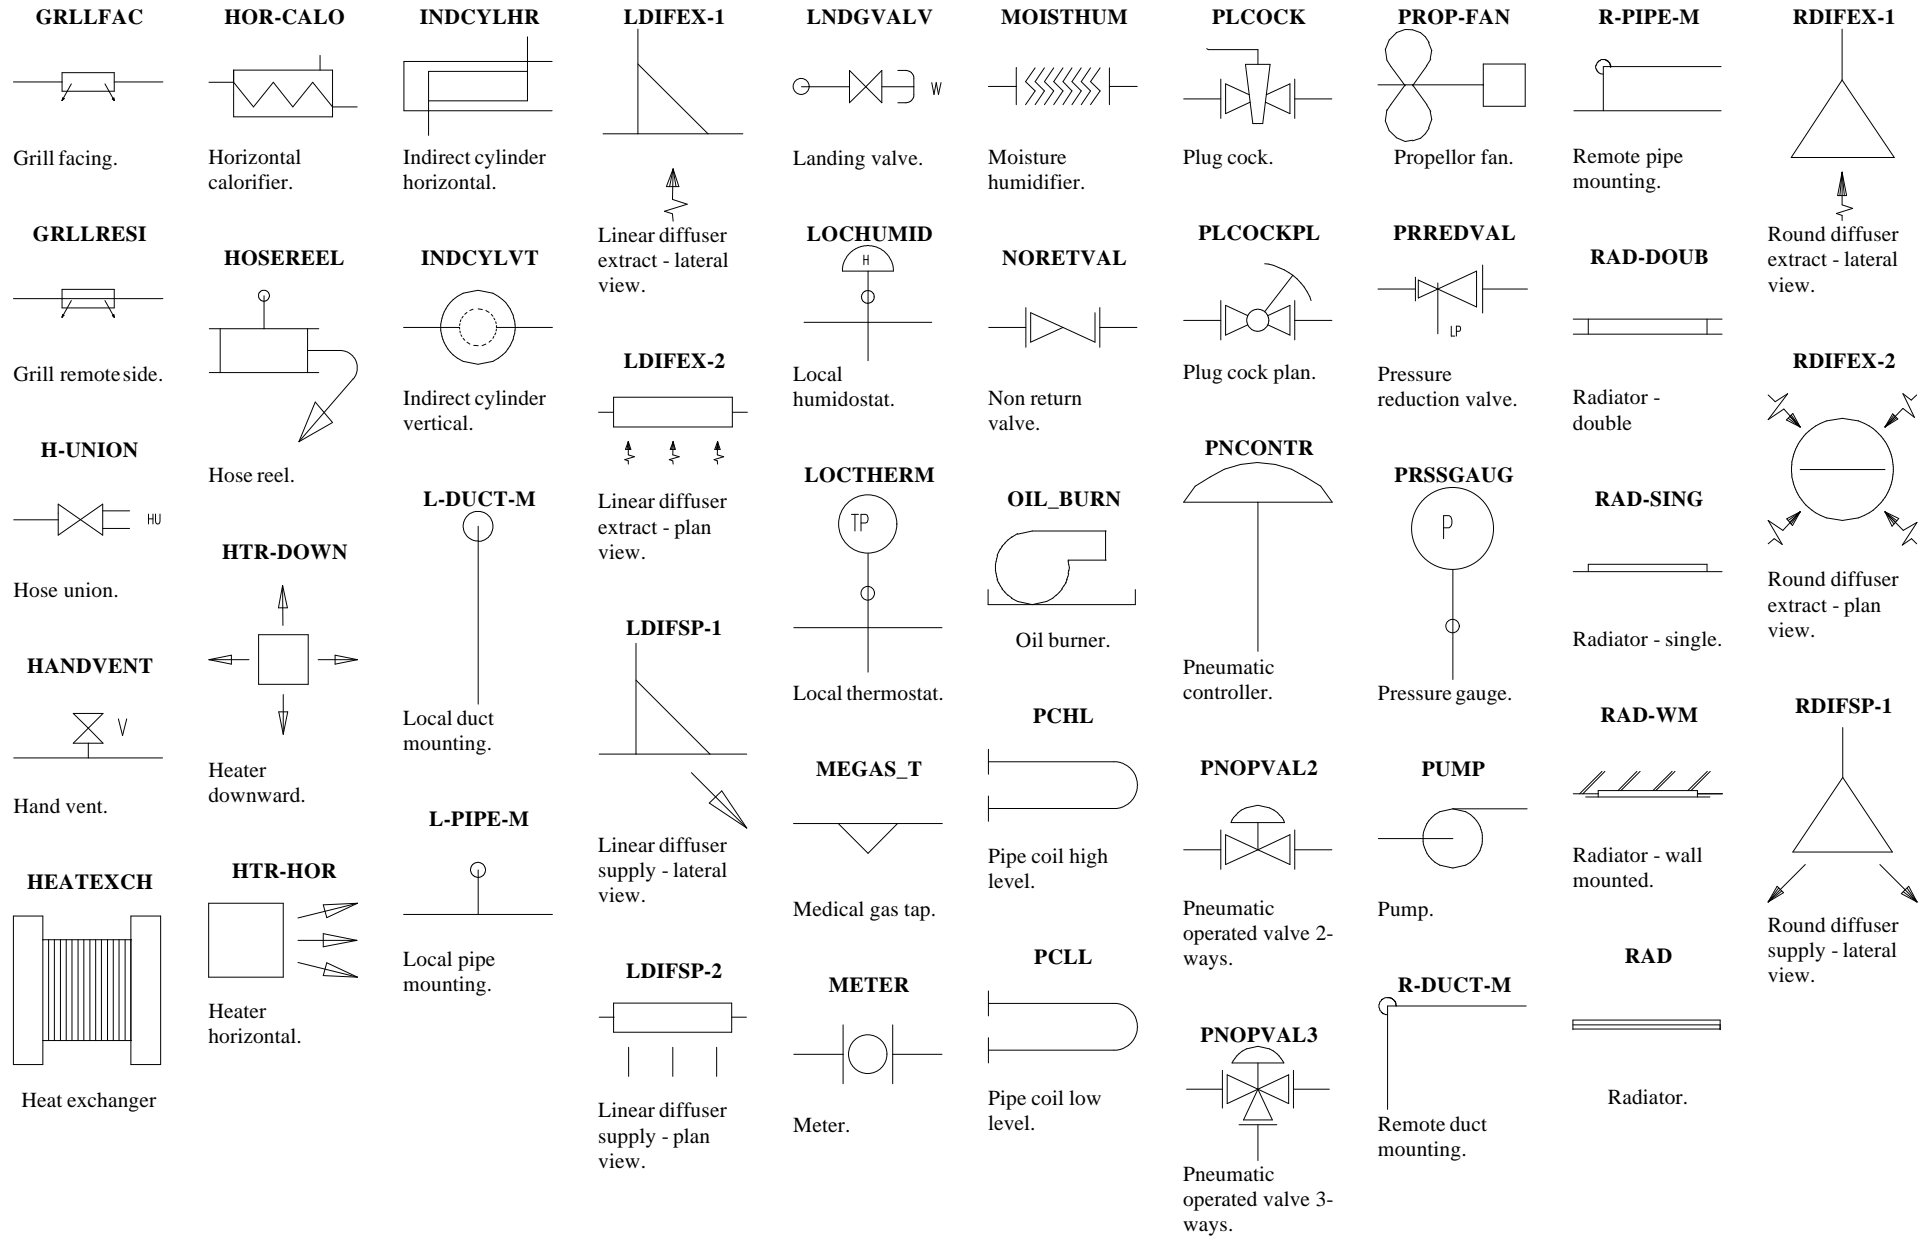 GRLLFAC
Grill facing.
GRLLRESI
Grill remote side.
H-UNION
HU
Hose union.
HANDVENT
V
Hand vent.
HEATEXCH
Heat exchanger
HOR-CALO
Horizontal
calorifier.
HOSEREEL
Hose reel.
HTR-DOWN
Heater
downward.
HTR-HOR
Heater
horizontal.
INDCYLHR
Indirect cylinder
horizontal.
INDCYLVT
Indirect cylinder
vertical.
L-DUCT-M
Local duct
mounting.
L-PIPE-M
Local pipe
mounting.
LDIFEX-1
Linear diffuser
extract - lateral
view.
LDIFEX-2
Linear diffuser
extract - plan
view.
LDIFSP-1
Linear diffuser
supply - lateral
view.
LDIFSP-2
Linear diffuser
supply - plan
view.
LNDGVALV
W
Landing valve.
LOCHUMID
H
Local
humidostat.
LOCTHERM
TP
Local thermostat.
MEGAS_T
Medical gas tap.
METER
Meter.
MOISTHUM
Moisture
humidifier.
NORETVAL
Non return
valve.
OIL_BURN
Oil burner.
PCHL
Pipe coil high
level.
PCLL
Pipe coil low
level.
PLCOCK
Plug cock.
PLCOCKPL
Plug cock plan.
PNCONTR
Pneumatic
controller.
PNOPVAL2
Pneumatic
operated valve 2-
ways.
PNOPVAL3
Pneumatic
operated valve 3-
ways.
PROP-FAN
Propellor fan.
PRREDVAL
LP
Pressure
reduction valve.
PRSSGAUG
P
Pressure gauge.
PUMP
Pump.
R-DUCT-M
Remote duct
mounting.
R-PIPE-M
Remote pipe
mounting.
RAD-DOUB
Radiator -
double
RAD-SING
Radiator - single.
RAD-WM
Radiator - wall
mounted.
RAD
Radiator.
RDIFEX-1
Round diffuser
extract - lateral
view.
RDIFEX-2
Round diffuser
extract - plan
view.
RDIFSP-1
Round diffuser
supply - lateral
view.